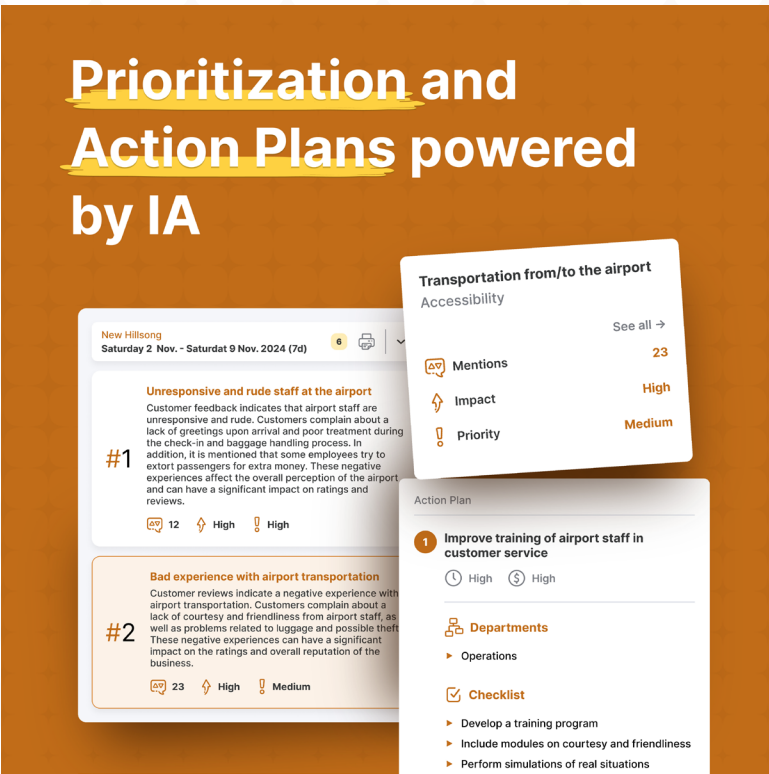 Prioritization and
Action Plans powered
by IA
New Hillsong
Saturday 2 Nov. - Saturdat 9 Nov. 2024 (7d)
6
#1
Unresponsive and rude staff at the airport
Customer feedback indicates that airport staff are
unresponsive and rude. Customers complain about a
lack of greetings upon arrival and poor treatment during
the check-in and baggage handling process. In
addition, it is mentioned that some employees try to
extort passengers for extra money. These negative
experiences affect the overall perception of the airport
and can have a significant impact on ratings and
reviews.
12 High High
#2
Bad experience with airport transportation
Customer reviews indicate a negative experience with
airport transportation. Customers complain about a
lack of courtesy and friendliness from airport staff, as
well as problems related to luggage and possible theft
These negative experiences can have a significant
impact on the ratings and overall reputation of the
business.
23 High Medium
Transportation from/to the airport
Accessibility
See all →
Mentions 23
Impact High
Priority Medium
Action Plan
1 Improve training of airport staff in
customer service
High High
Departments
Operations
Checklist
Develop a training program
Include modules on courtesy and friendliness
Perform simulations of real situations